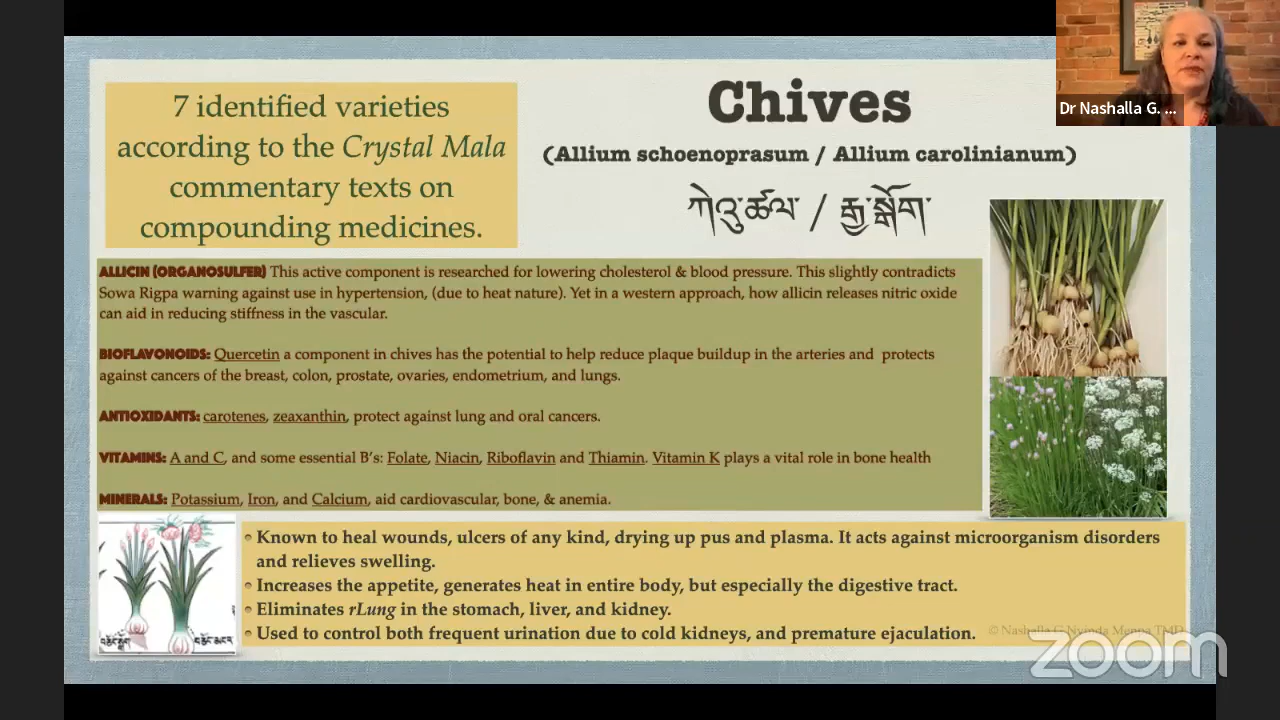 7 identified varieties
according to the Crystal Mala
commentary texts on
compounding medicines.
Chives
(Allium schoenoprasum / Allium carolinianum)
ཀེའུ་ཚལ་ / རྒྱ་སྒོག་
Dr Nashalla G. ...
ALLICIN (ORGANOSULFER) This active component is researched for lowering cholesterol & blood pressure. This slightly contradicts
Sowa Rigpa warning against use in hypertension, (due to heat nature). Yet in a western approach, how allicin releases nitric oxide
can aid in reducing stiffness in the vascular.
BIOFLAVONOIDS: Quercetin a component in chives has the potential to help reduce plaque buildup in the arteries and protects
against cancers of the breast, colon, prostate, ovaries, endometrium, and lungs.
ANTIOXIDANTS: carotenes, zeaxanthin, protect against lung and oral cancers.
VITAMINS: A and C, and some essential B's: Folate, Niacin, Riboflavin and Thiamin. Vitamin K plays a vital role in bone health
MINERALS: Potassium, Iron, and Calcium, aid cardiovascular, bone, & anemia.
◦ Known to heal wounds, ulcers of any kind, drying up pus and plasma. It acts against microorganism disorders
and relieves swelling.
◦ Increases the appetite, generates heat in entire body, but especially the digestive tract.
◦ Eliminates rLung in the stomach, liver, and kidney.
◦ Used to control both frequent urination due to cold kidneys, and premature ejaculation.
© Nashalla G Nyinda Menpa TMD
zoom